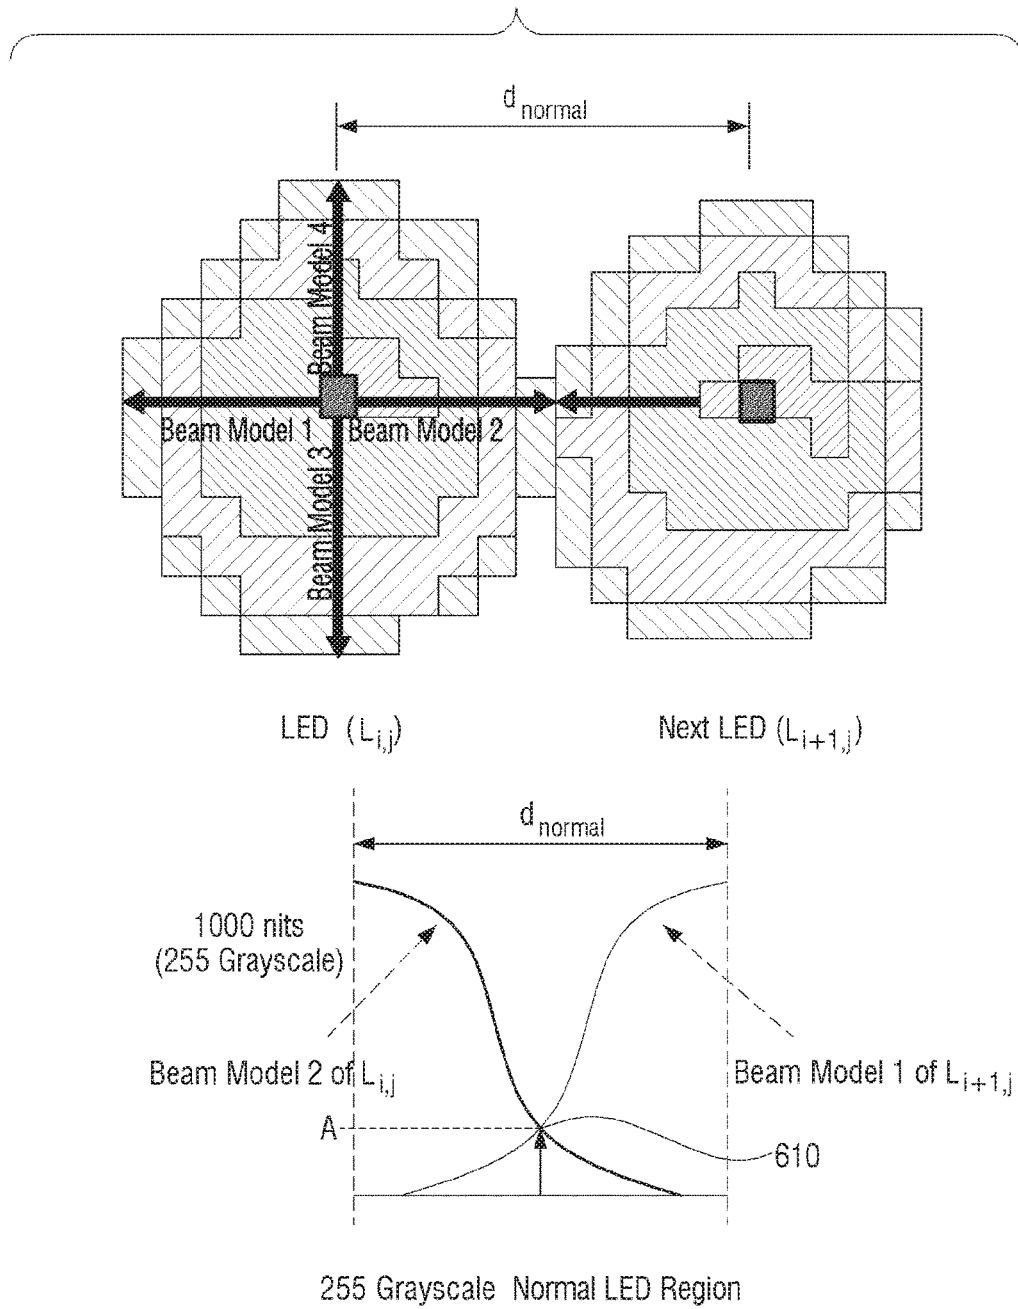 d normal
Beam Model 4
Beam Model 1
Beam Model 2
Beam Model 3
LED (L i,j)
Next LED (L i+1,j)
d normal
1000 nits
(255 Grayscale)
Beam Model 2 of L i,j
Beam Model 1 of L i+1,j
A
610
255 Grayscale Normal LED Region